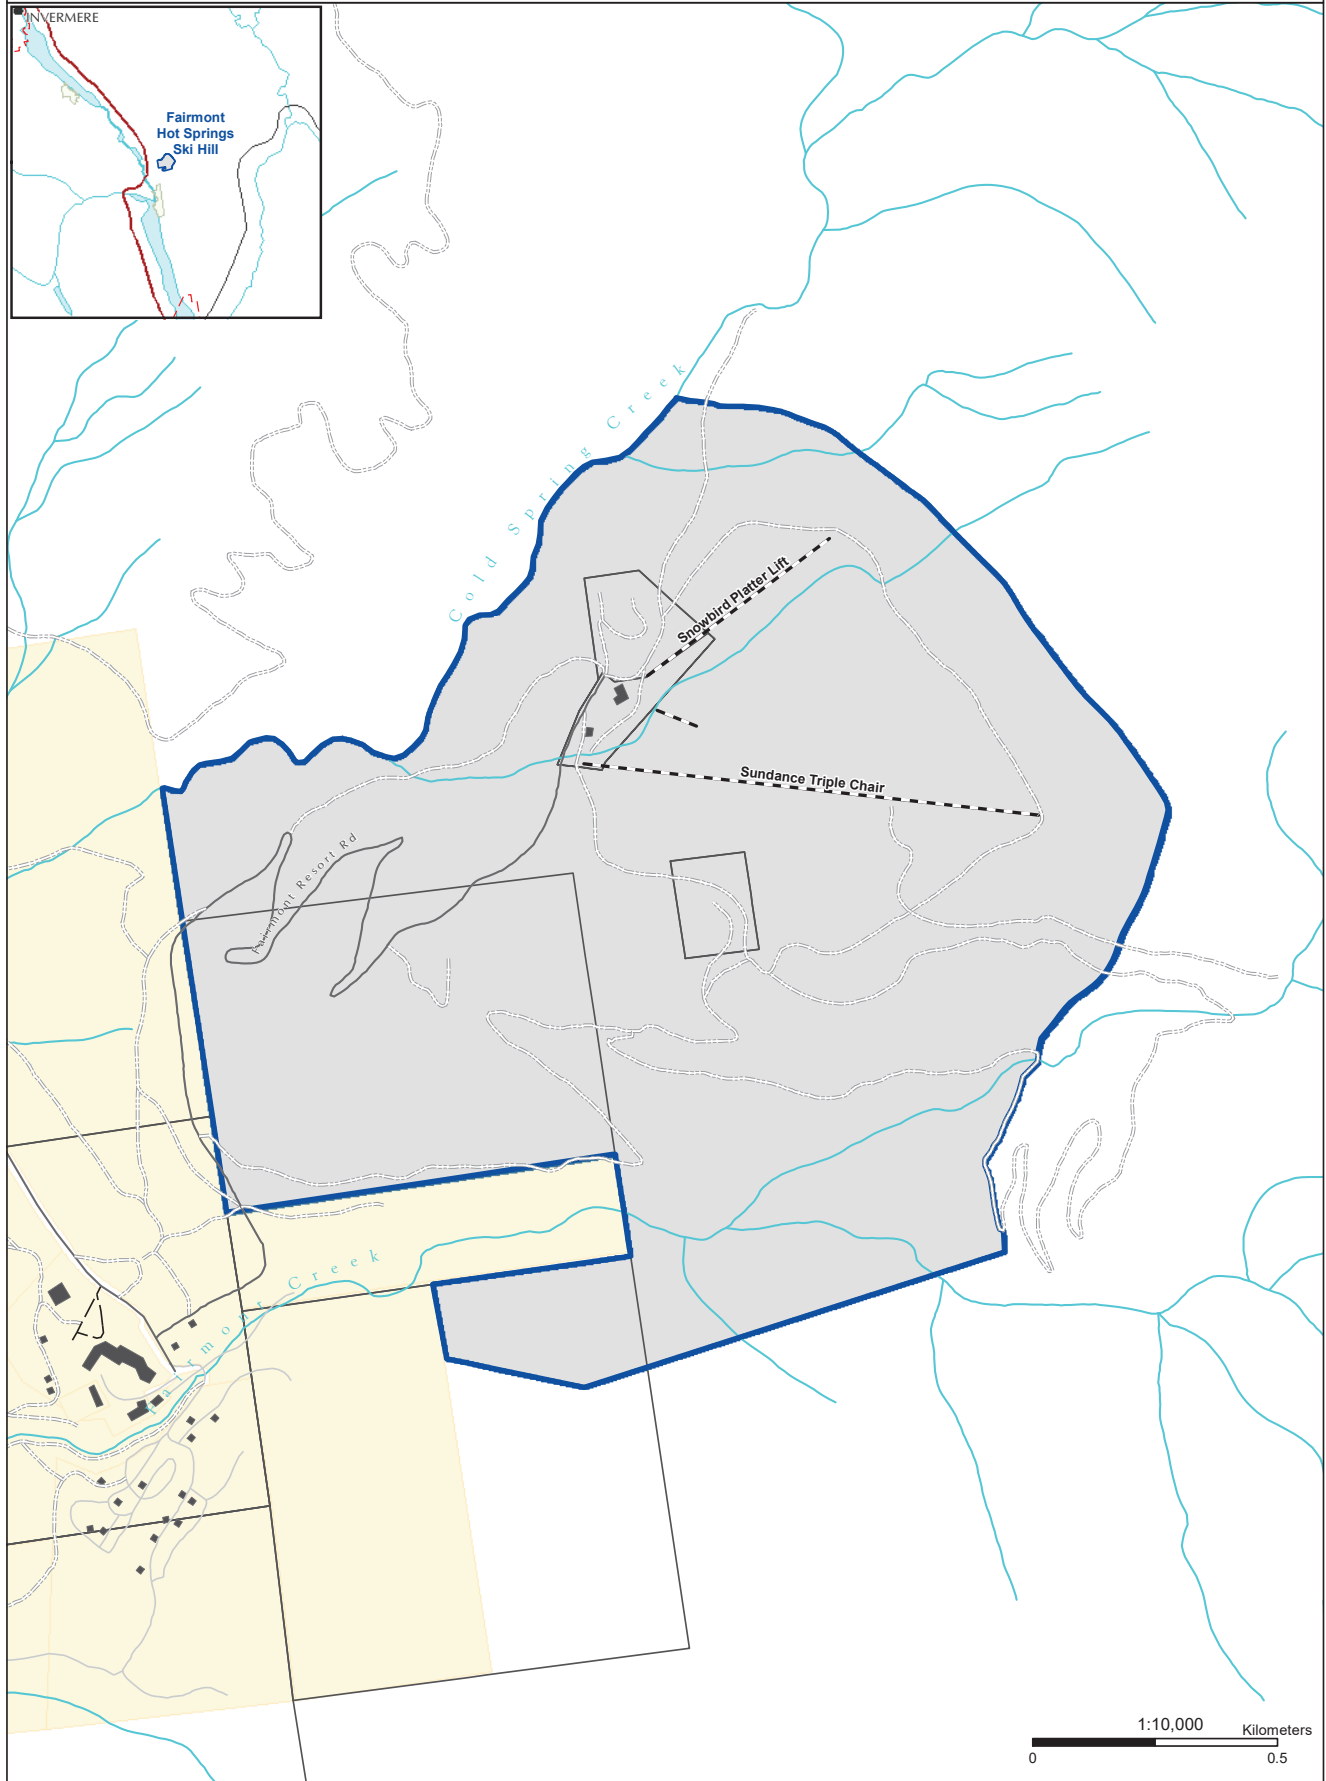 INVERMERE
Fairmont
Hot Springs
Ski Hill
Cold Spring Creek
Snowbird Platter Lift
Sundance Triple Chair
Fairmont Resort Rd
Fairmont Creek
1:10,000
Kilometers
0
0.5